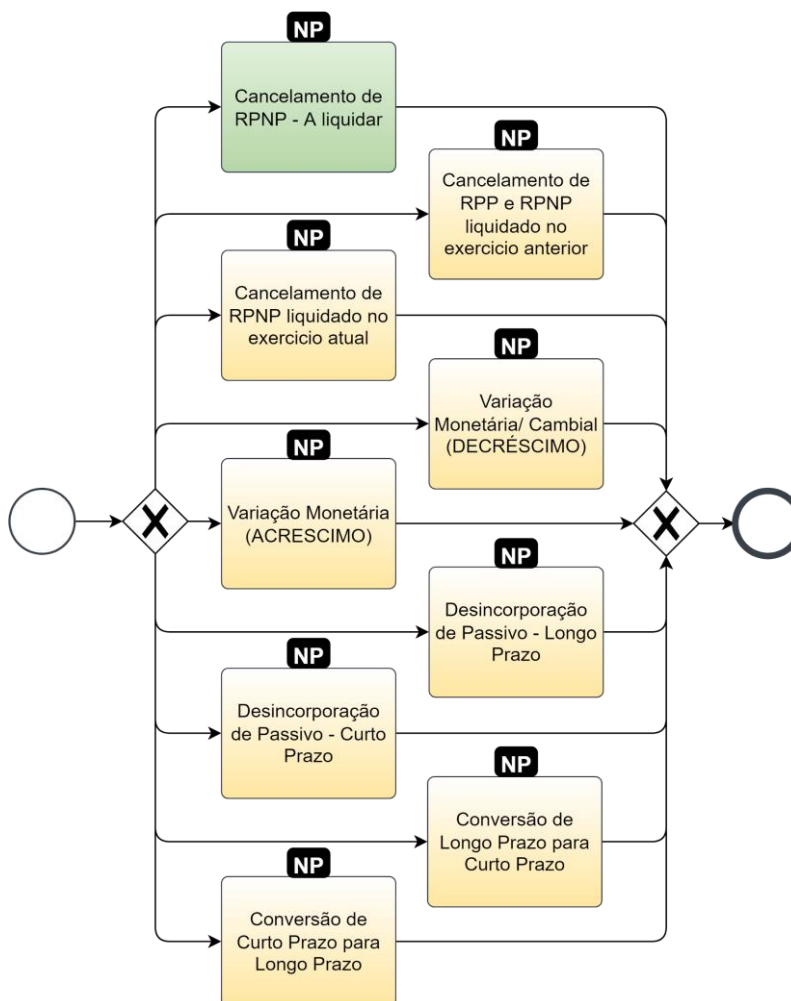 NP
Cancelamento de
RPNP - A liquidar
NP
Cancelamento de
RPP e RPNP
liquidado no
exercicio anterior
NP
Cancelamento de
RPNP liquidado no
exercicio atual
NP
Variação
Monetária/ Cambial
(DECRÉSCIMO)
NP
Variação Monetária
(ACRESCIMO)
NP
Desincorporação
de Passivo - Longo
Prazo
NP
Desincorporação
de Passivo - Curto
Prazo
NP
Conversão de
Longo Prazo para
Curto Prazo
NP
Conversão de
Curto Prazo para
Longo Prazo